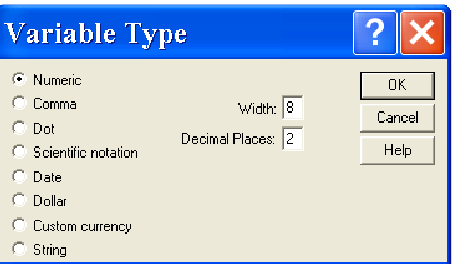 Variable Type
?
Numeric
Comma
Dot
Scientific notation
Date
Dollar
Custom currency
String
Width: 8
Decimal Places: 2
OK
Cancel
Help